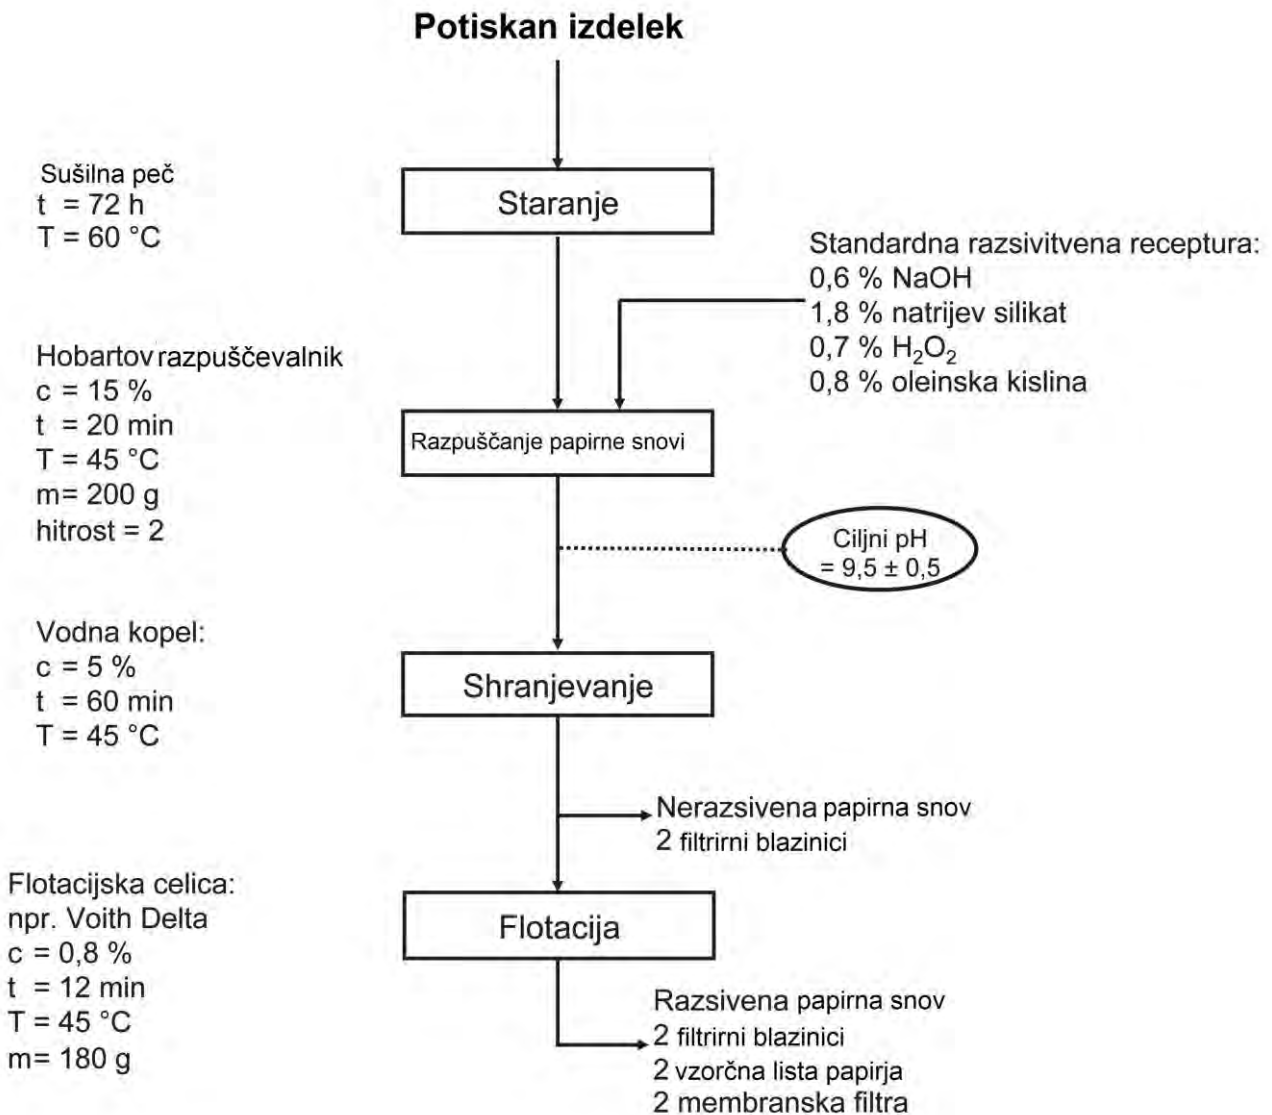 Potiskan izdelek
Sušilna peč
t = 72 h
T = 60 °C
Staranje
Standardna razsivitvena receptura:
0,6 % NaOH
1,8 % natrijev silikat
0,7 % H₂O₂
0,8 % oleinska kislina
Hobartov razpuščevalnik
c = 15 %
t = 20 min
T = 45 °C
m= 200 g
hitrost = 2
Razpuščanje papirne snovi
Ciljni pH
= 9,5 ± 0,5
Vodna kopel:
c = 5 %
t = 60 min
T = 45 °C
Shranjevanje
Nerazsivena papirna snov
2 filtrirni blazinici
Flotacijska celica:
npr. Voith Delta
c = 0,8 %
t = 12 min
T = 45 °C
m= 180 g
Flotacija
Razsivena papirna snov
2 filtrirni blazinici
2 vzorčna lista papirja
2 membranska filtra